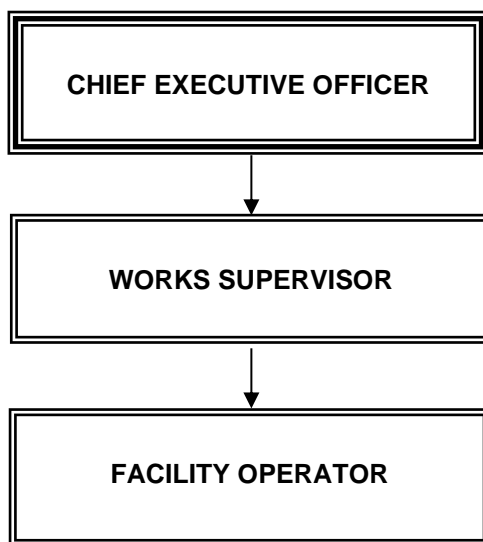 CHIEF EXECUTIVE OFFICER
WORKS SUPERVISOR
FACILITY OPERATOR